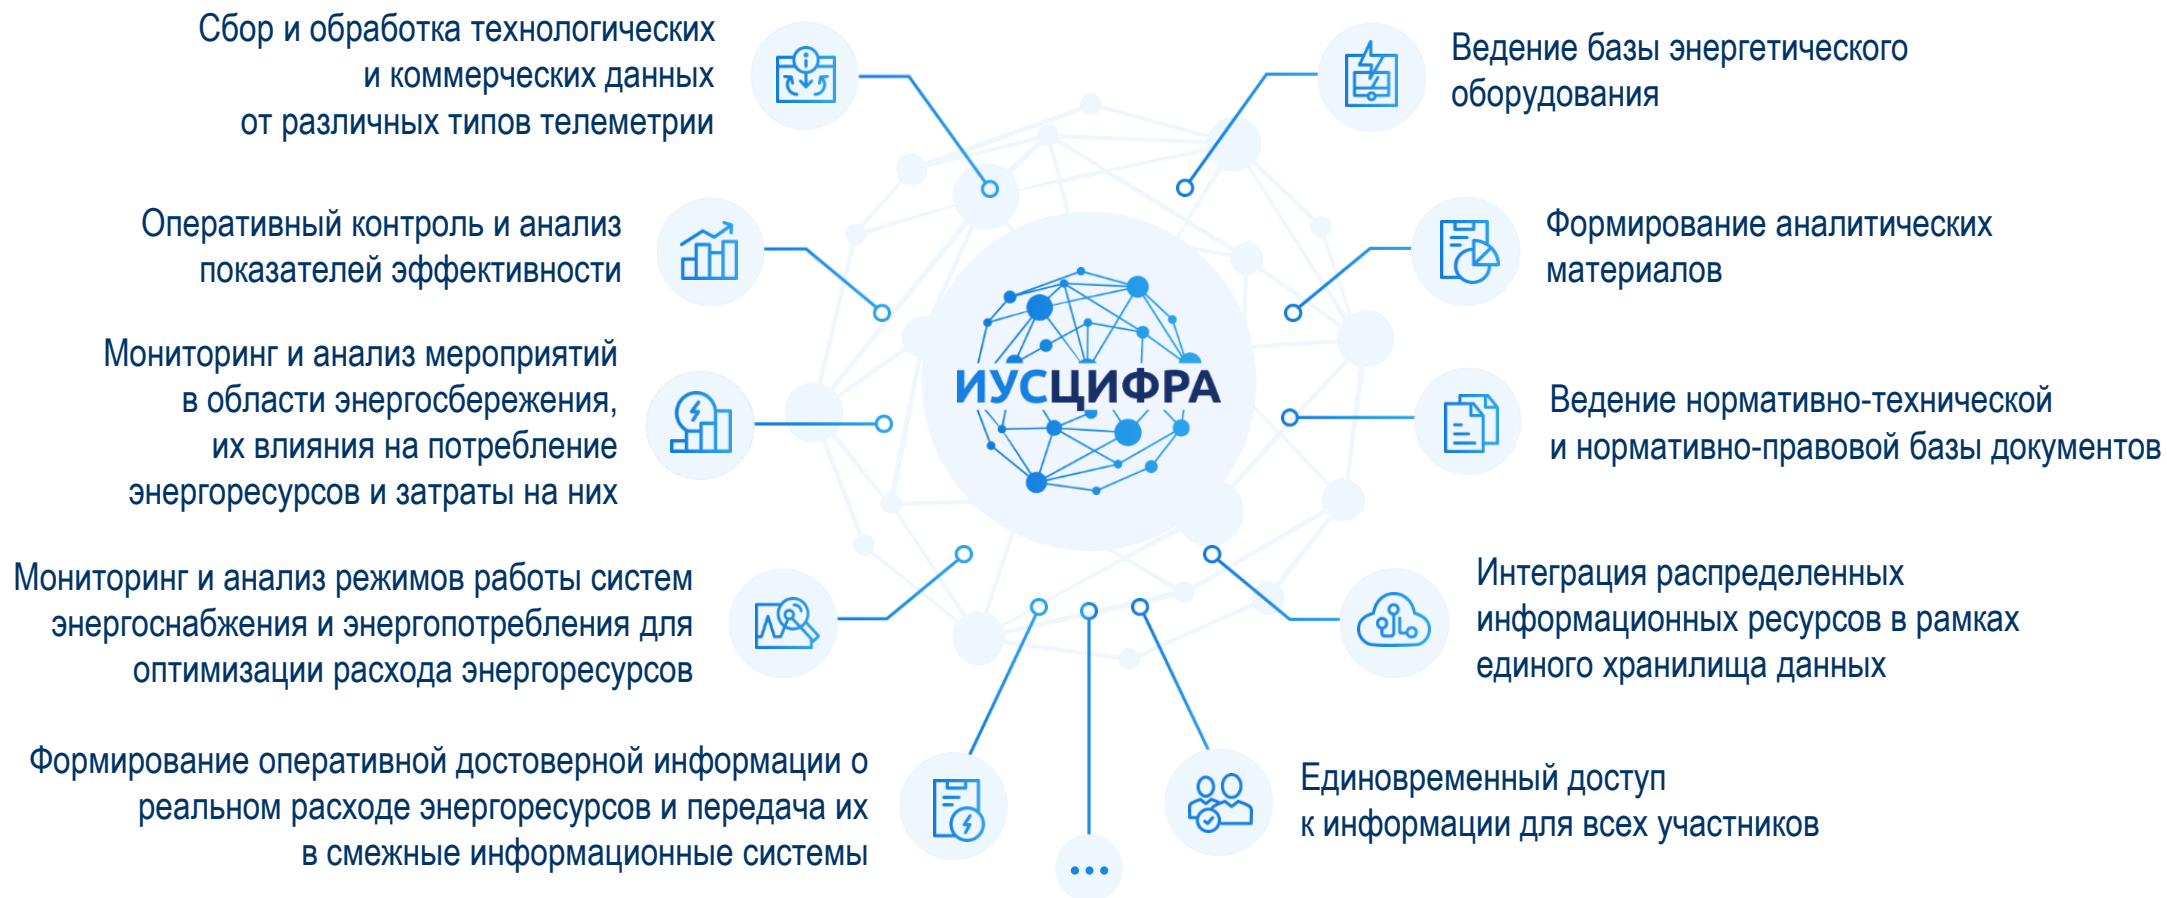 Сбор и обработка технологических
и коммерческих данных
от различных типов телеметрии
Оперативный контроль и анализ
показателей эффективности
Мониторинг и анализ мероприятий
в области энергосбережения,
их влияния на потребление
энергоресурсов и затраты на них
Мониторинг и анализ режимов работы систем
энергоснабжения и энергопотребления для
оптимизации расхода энергоресурсов
Формирование оперативной достоверной информации о
реальном расходе энергоресурсов и передача их
в смежные информационные системы
ИУСЦИФРА
...
Ведение базы энергетического
оборудования
Формирование аналитических
материалов
Ведение нормативно-технической
и нормативно-правовой базы документов
Интеграция распределенных
информационных ресурсов в рамках
единого хранилища данных
Единовременный доступ
к информации для всех участников